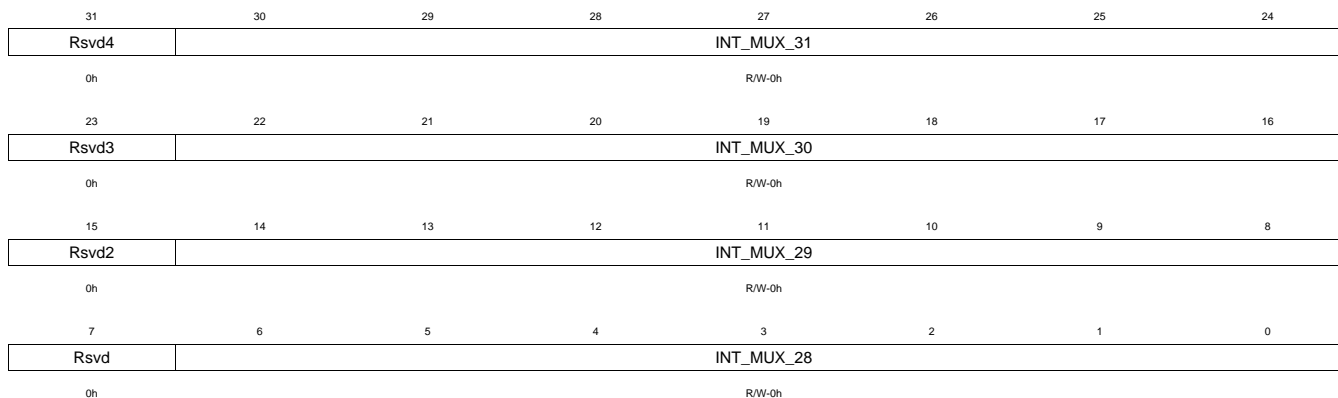 31 30 29 28 27 26 25 24
Rsvd4 INT_MUX_31
0h R/W-0h
23 22 21 20 19 18 17 16
Rsvd3 INT_MUX_30
0h R/W-0h
15 14 13 12 11 10 9 8
Rsvd2 INT_MUX_29
0h R/W-0h
7 6 5 4 3 2 1 0
Rsvd INT_MUX_28
0h R/W-0h